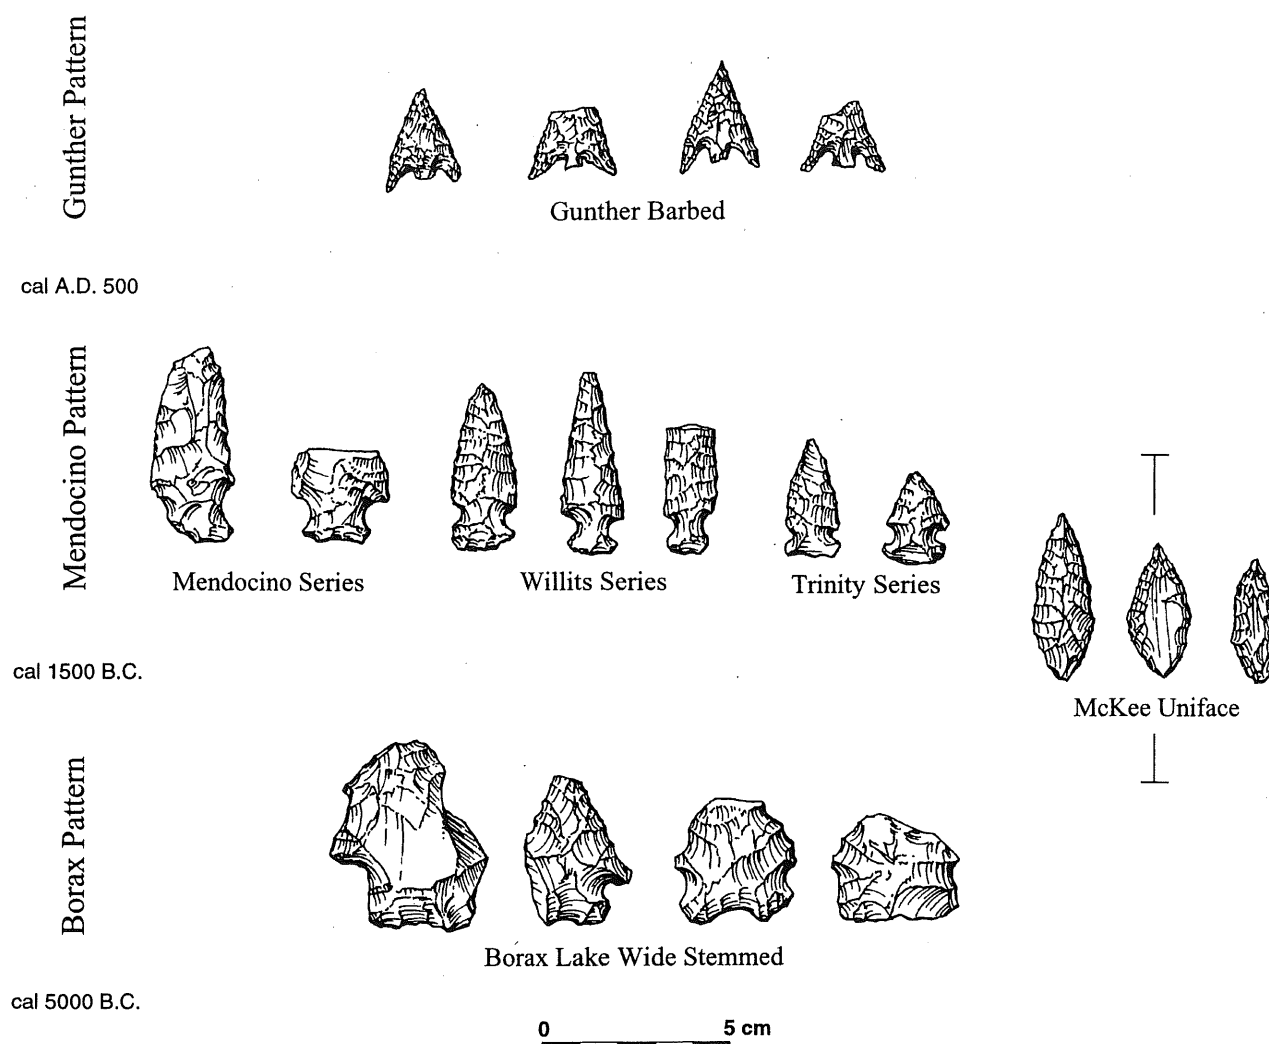 Gunther Pattern
Gunther Barbed
cal A.D. 500
Mendocino Pattern
Mendocino Series
Willits Series
Trinity Series
cal 1500 B.C.
McKee Uniface
Borax Pattern
Borax Lake Wide Stemmed
cal 5000 B.C.
0 5 cm